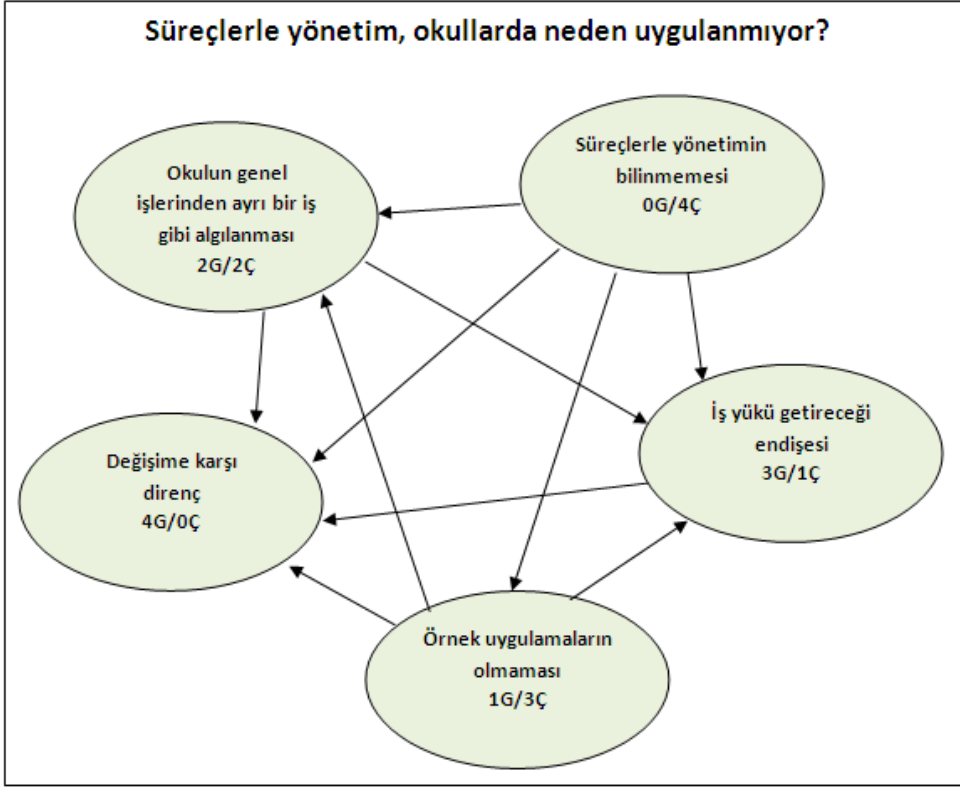 Süreçlerle yönetim, okullarda neden uygulanmıyor?
Okulun genel
işlerinden ayrı bir iş
gibi algılanması
2G/2Ç
Süreçlerle yönetimin
bilinmemesi
0G/4Ç
İş yükü getireceği
endişesi
3G/1Ç
Değişime karşı
direnç
4G/0Ç
Örnek uygulamaların
olmaması
1G/3Ç